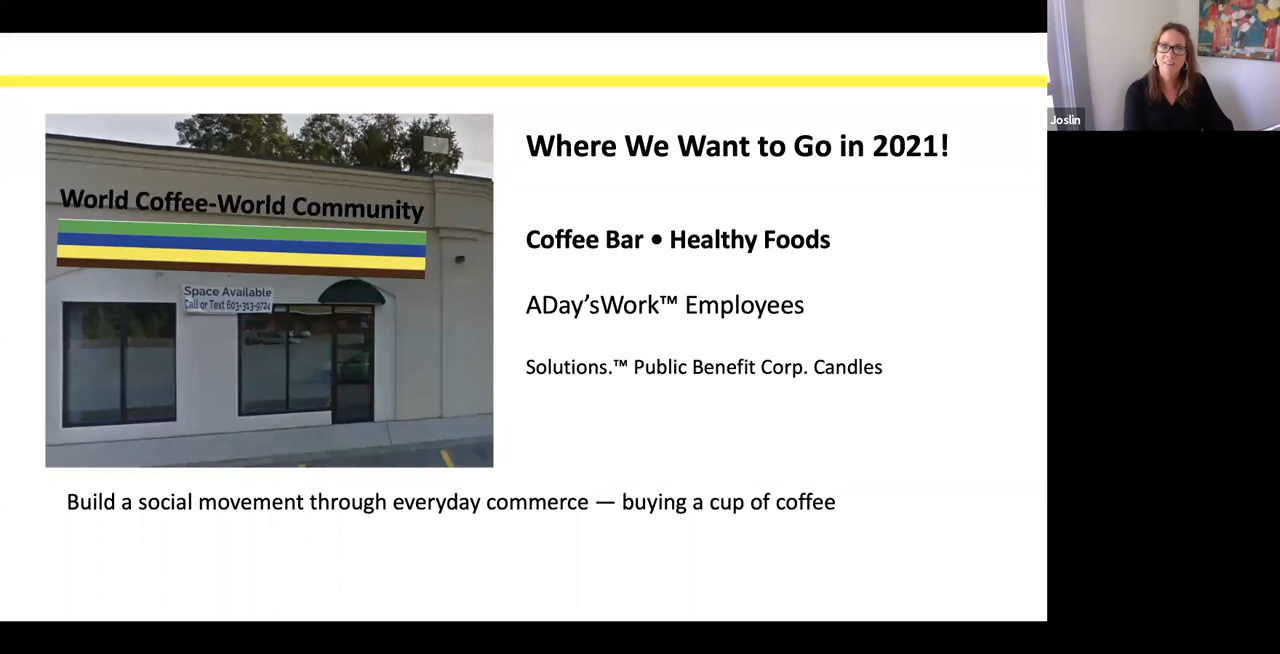 Where We Want to Go in 2021!
World Coffee-World Community
Coffee Bar • Healthy Foods
Space Available
Call or Text 603-313-9724
ADay'sWork™ Employees
Solutions.™ Public Benefit Corp. Candles
Build a social movement through everyday commerce — buying a cup of coffee
Joslin